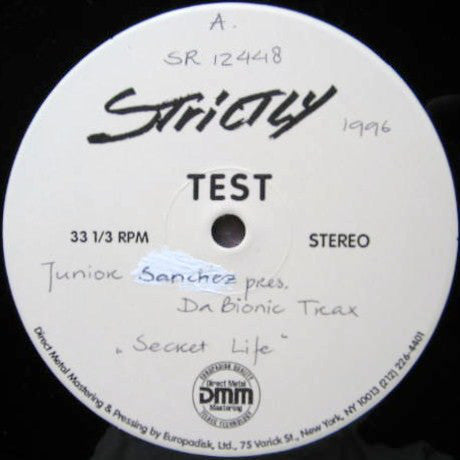 A.
SR 12448
STRICTLY
1996
TEST
33 1/3 RPM
STEREO
Junior Sanchez pres.
Da Bionic Trax
„Secret Life"
EUROPADISK QUALITY
Direct Metal
DMM
Mastering
Direct Metal Mastering & Pressing by Europadisk, Ltd., 75 Varick St., New York, NY 10013 (212) 226-4401